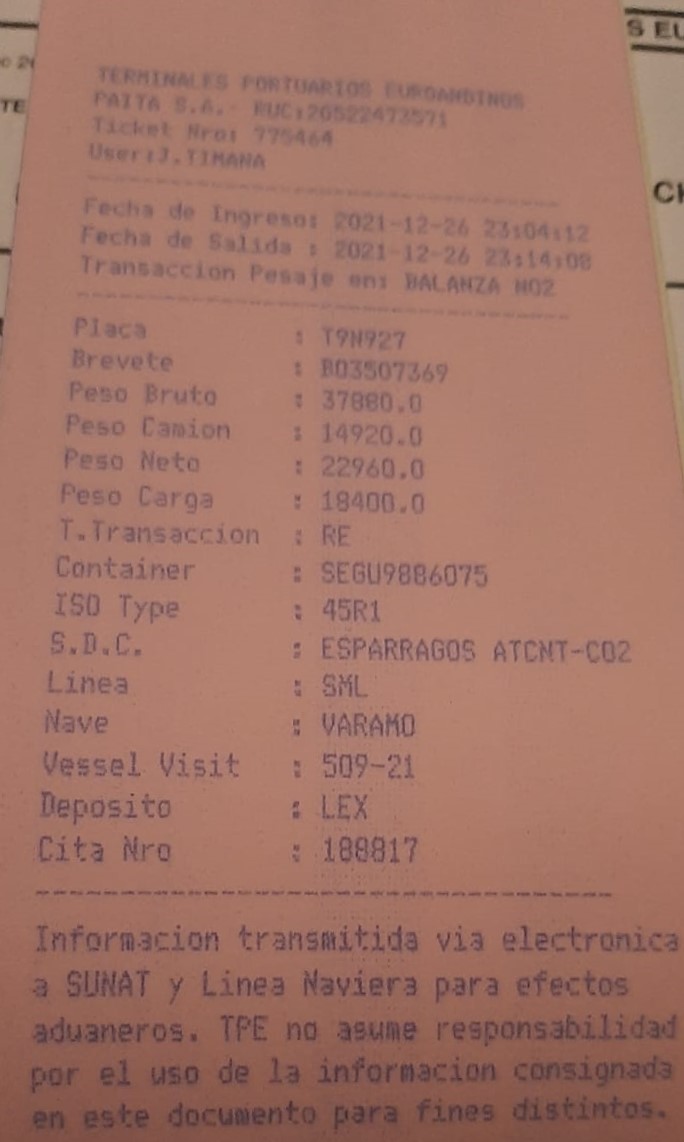 TERMINALES PORTUARIOS EUROANDINOS
PAITA S.A. RUC:20522473571
Ticket Nro: 775464
User:J.TIMANA
Fecha de Ingreso: 2021-12-26 23:04:12
Fecha de Salida : 2021-12-26 23:14:08
Transaccion Pesaje en: BALANZA NO2
Placa : T9N927
Brevete : B03507369
Peso Bruto : 37880.0
Peso Camion : 14920.0
Peso Neto : 22960.0
Peso Carga : 18400.0
T.Transaccion : RE
Container : SEGU9886075
ISO Type : 45R1
S.D.C. : ESPARRAGOS ATCNT-CO2
Linea : SML
Nave : VARAMO
Vessel Visit : 509-21
Deposito : LEX
Cita Nro : 188817
Informacion transmitida via electronica
a SUNAT y Linea Naviera para efectos
aduaneros. TPE no asume responsabilidad
por el uso de la informacion consignada
en este documento para fines distintos.